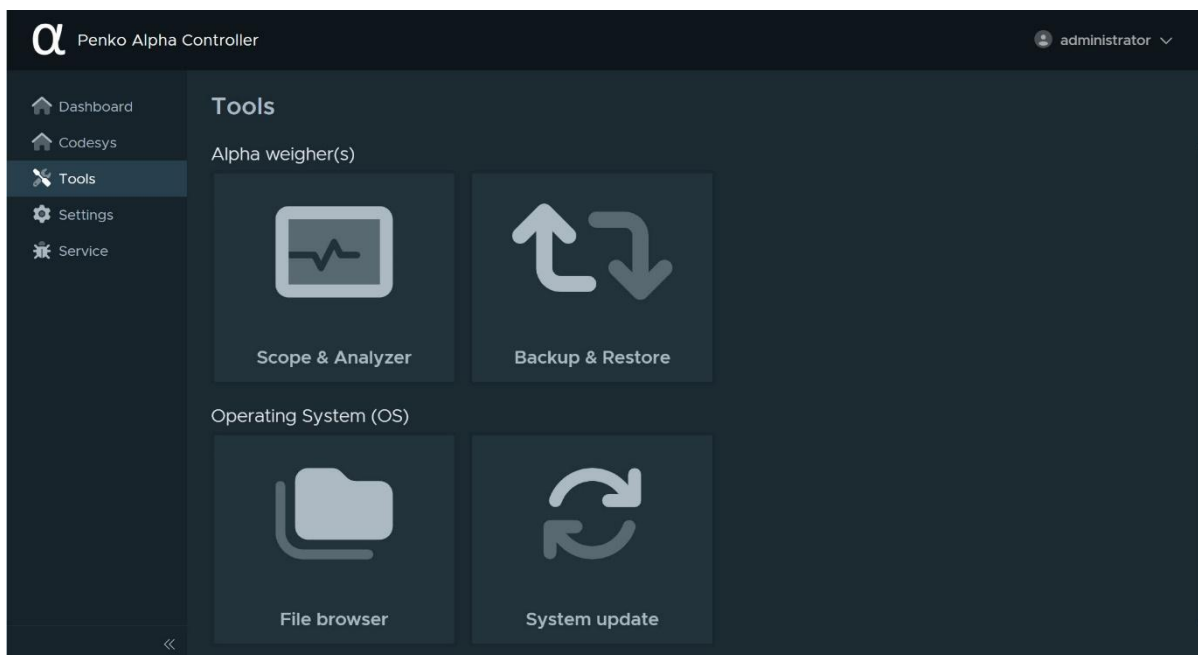 α Penko Alpha Controller
administrator
Dashboard
Codesys
Tools
Settings
Service
Tools
Alpha weigher(s)
Scope & Analyzer
Backup & Restore
Operating System (OS)
File browser
System update